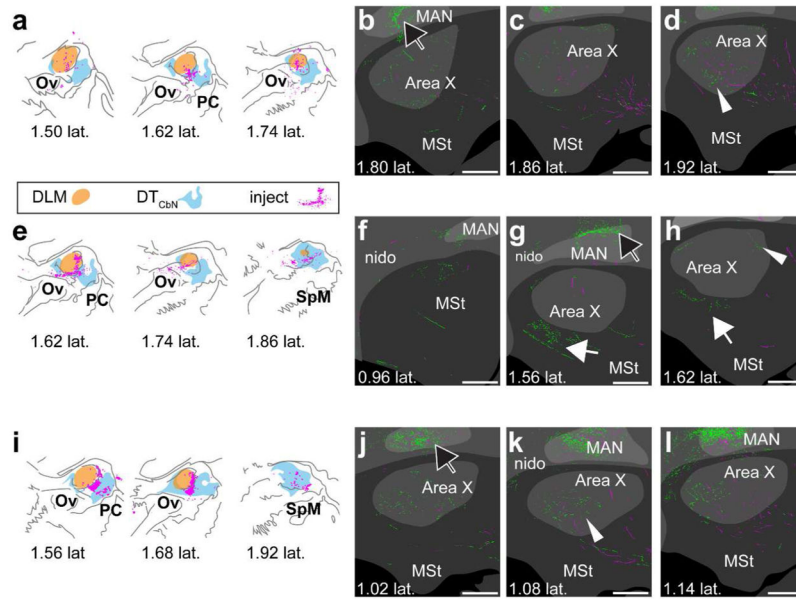 a
Ov
Ov
PC
Ov
1.50 lat.
1.62 lat.
1.74 lat.
b
MAN
Area X
MSt
1.80 lat.
c
Area X
MSt
1.86 lat.
d
Area X
MSt
1.92 lat.
DLM
DT CbN
inject
e
Ov
PC
Ov
SpM
1.62 lat.
1.74 lat.
1.86 lat.
f
MAN
nido
MSt
0.96 lat.
g
nido
MAN
Area X
MSt
1.56 lat.
h
Area X
MSt
1.62 lat.
i
Ov
PC
Ov
SpM
1.56 lat
1.68 lat.
1.92 lat.
j
MAN
Area X
MSt
1.02 lat.
k
MAN
nido
Area X
MSt
1.08 lat.
l
MAN
Area X
MSt
1.14 lat.